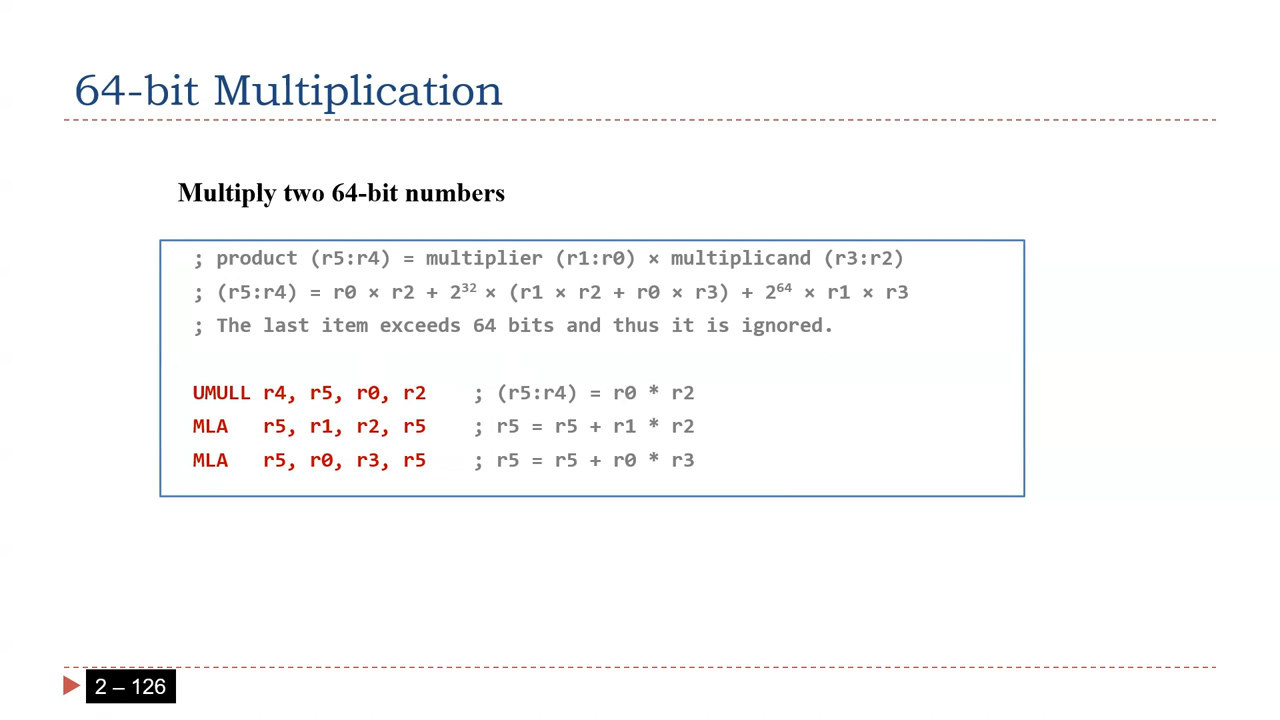 64-bit Multiplication
Multiply two 64-bit numbers
; product (r5:r4) = multiplier (r1:r0) × multiplicand (r3:r2)
; (r5:r4) = r0 × r2 + 2³² × (r1 × r2 + r0 × r3) + 2⁶⁴ × r1 × r3
; The last item exceeds 64 bits and thus it is ignored.
UMULL r4, r5, r0, r2 ; (r5:r4) = r0 * r2
MLA r5, r1, r2, r5 ; r5 = r5 + r1 * r2
MLA r5, r0, r3, r5 ; r5 = r5 + r0 * r3
2 – 126